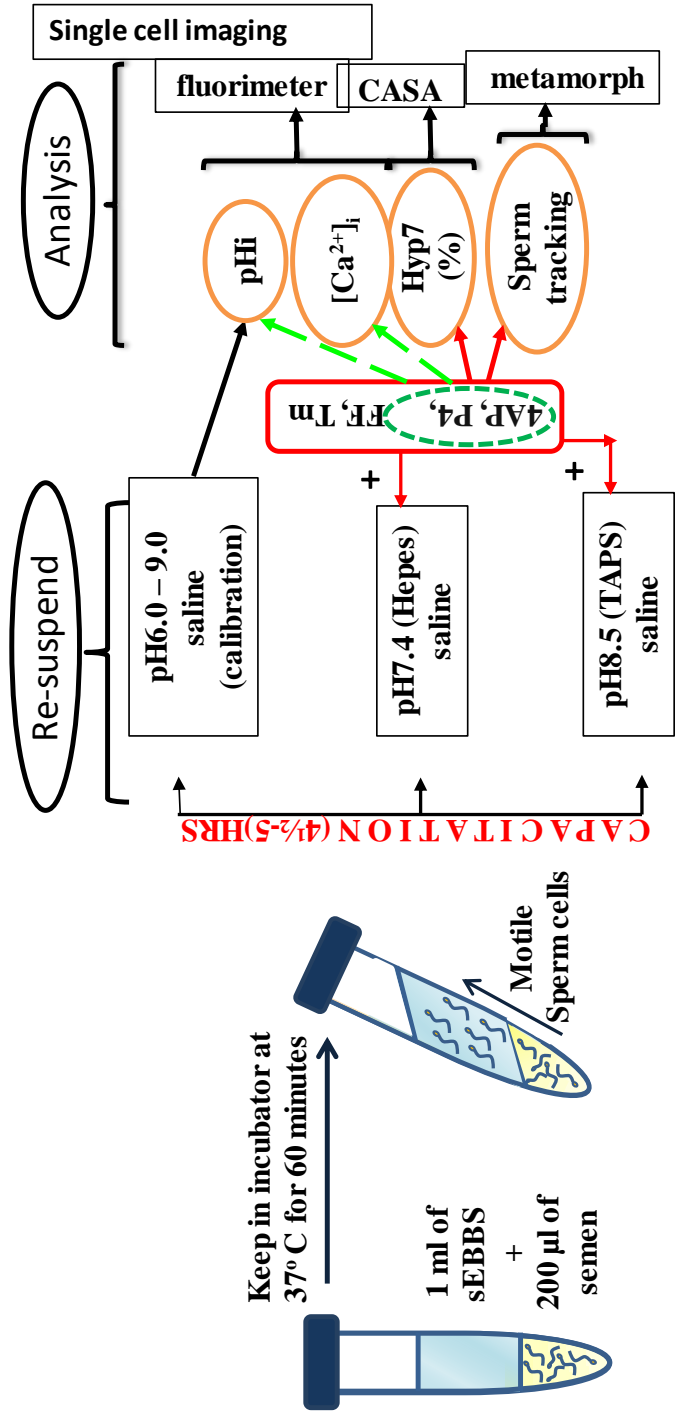 Keep in incubator at
37º C for 60 minutes
1 ml of
sEBBS
+
200 µl of
semen
Motile
Sperm cells
CAPACITATION (4½-5)HRS
Re-suspend
pH6.0 – 9.0
saline
(calibration)
pH7.4 (Hepes)
saline
pH8.5 (TAPS)
saline
+
+
4AP, P4,
FF, Tm
Analysis
pHi
[Ca²⁺]ᵢ
Hyp7
(%)
Sperm
tracking
Single cell imaging
fluorimeter
CASA
metamorph